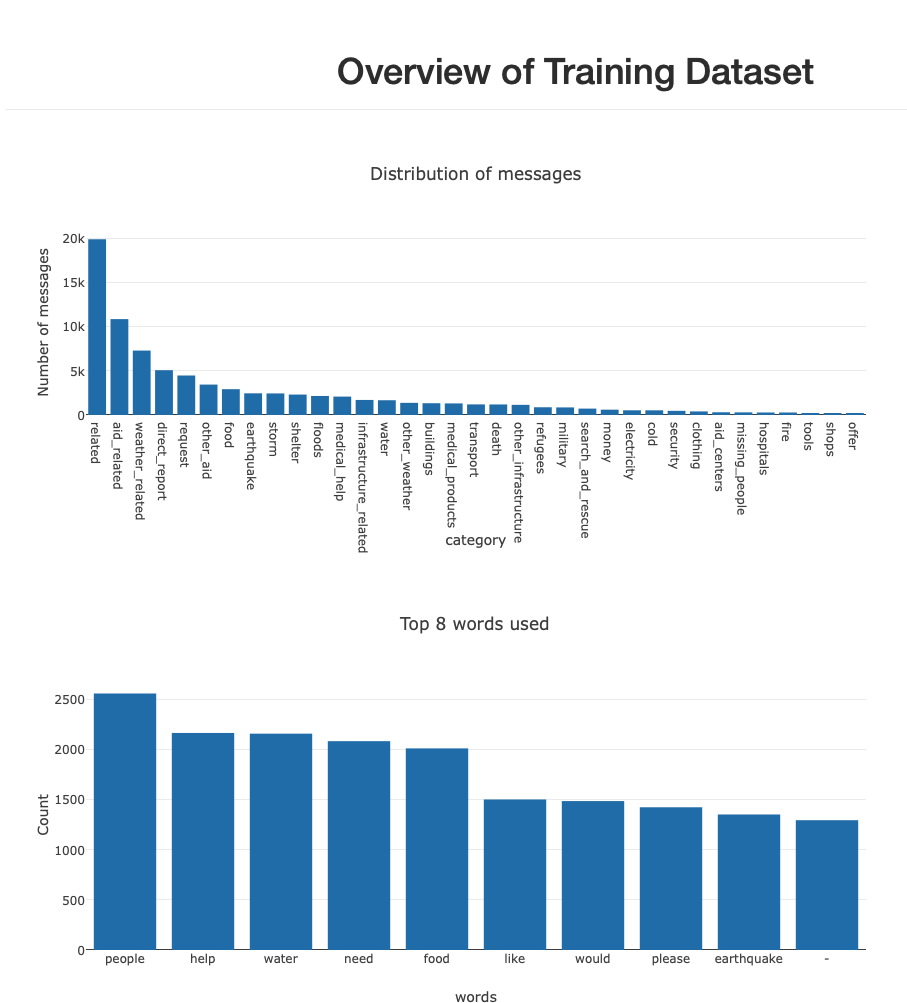 Overview of Training Dataset
Distribution of messages
Number of messages
20k
15k
10k
5k
0
related
aid_related
weather_related
direct_report
request
other_aid
food
earthquake
storm
shelter
floods
medical_help
infrastructure_related
water
other_weather
buildings
medical_products
transport
death
other_infrastructure
refugees
military
search_and_rescue
money
electricity
cold
security
clothing
aid_centers
missing_people
hospitals
fire
tools
shops
offer
category
Top 8 words used
Count
2500
2000
1500
1000
500
0
people help water need food like would please earthquake -
words